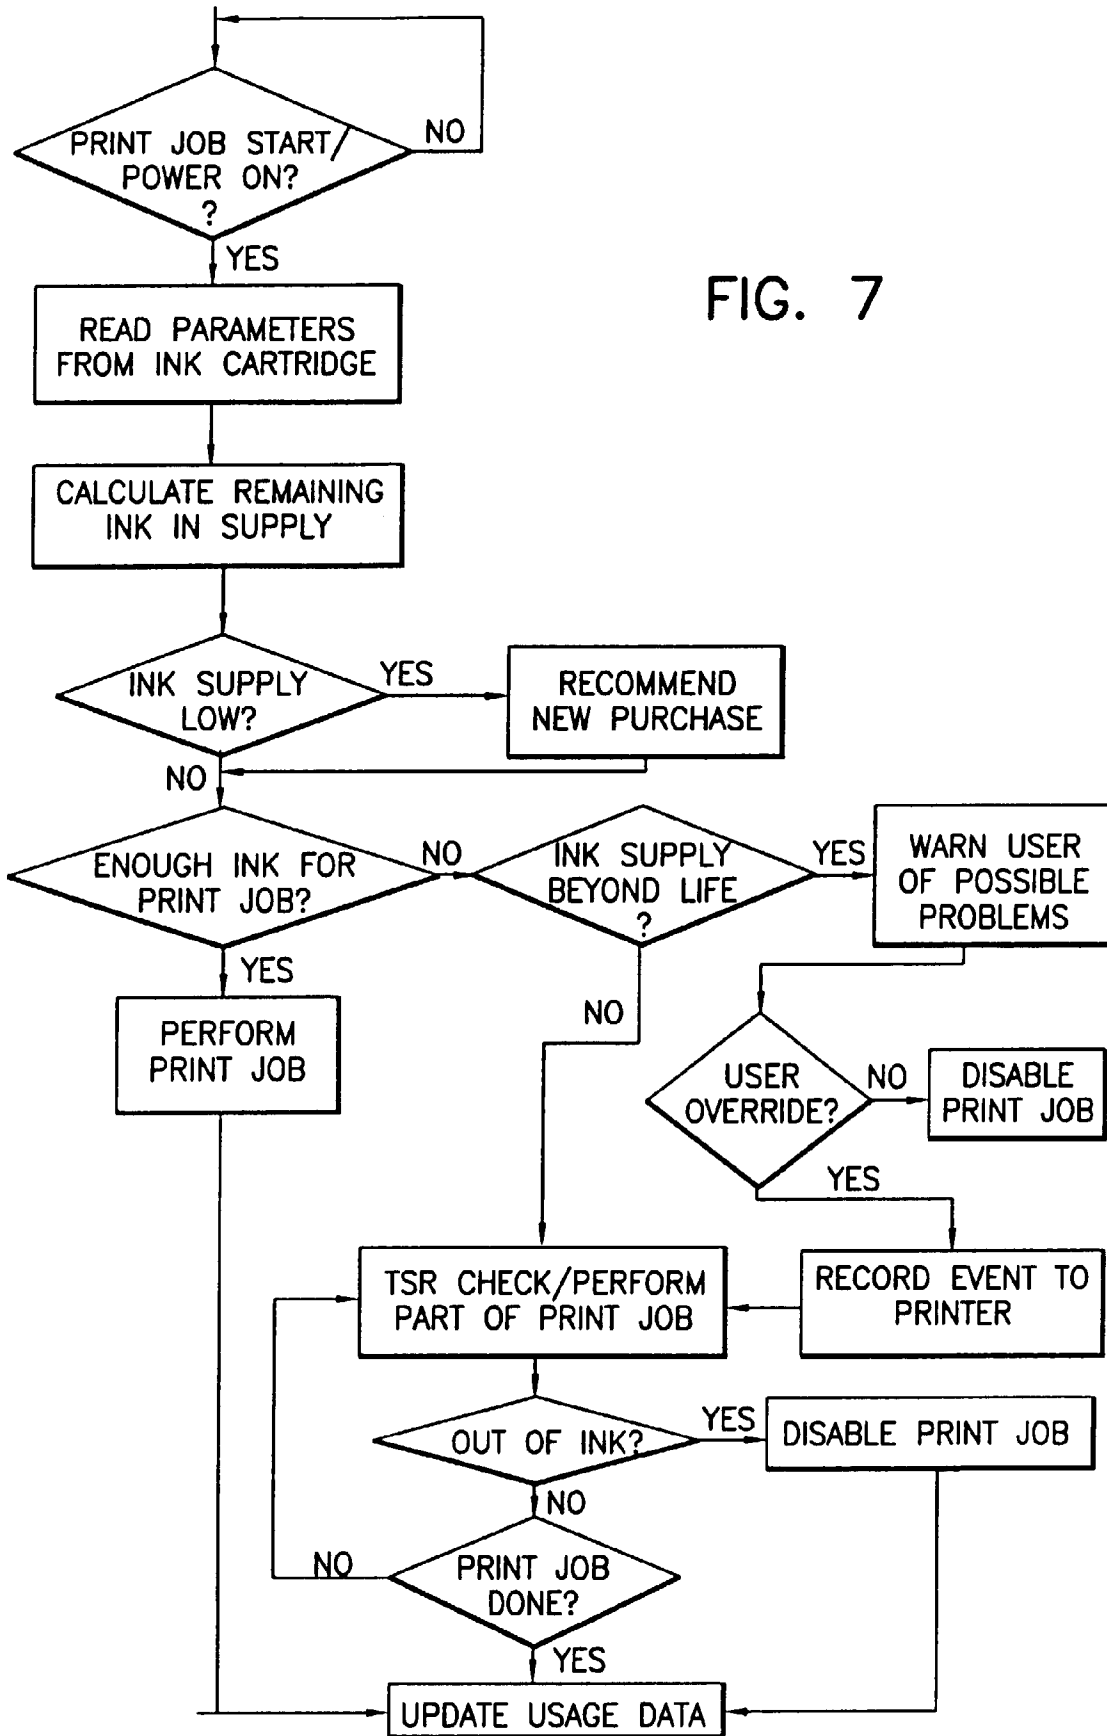 PRINT JOB START/
POWER ON?
?
NO
YES
FIG. 7
READ PARAMETERS
FROM INK CARTRIDGE
CALCULATE REMAINING
INK IN SUPPLY
INK SUPPLY
LOW?
YES
RECOMMEND
NEW PURCHASE
NO
ENOUGH INK FOR
PRINT JOB?
NO
INK SUPPLY
BEYOND LIFE
?
YES
WARN USER
OF POSSIBLE
PROBLEMS
YES
PERFORM
PRINT JOB
NO
USER
OVERRIDE?
NO
DISABLE
PRINT JOB
YES
TSR CHECK/PERFORM
PART OF PRINT JOB
RECORD EVENT TO
PRINTER
OUT OF INK?
YES
DISABLE PRINT JOB
NO
PRINT JOB
DONE?
NO
YES
UPDATE USAGE DATA